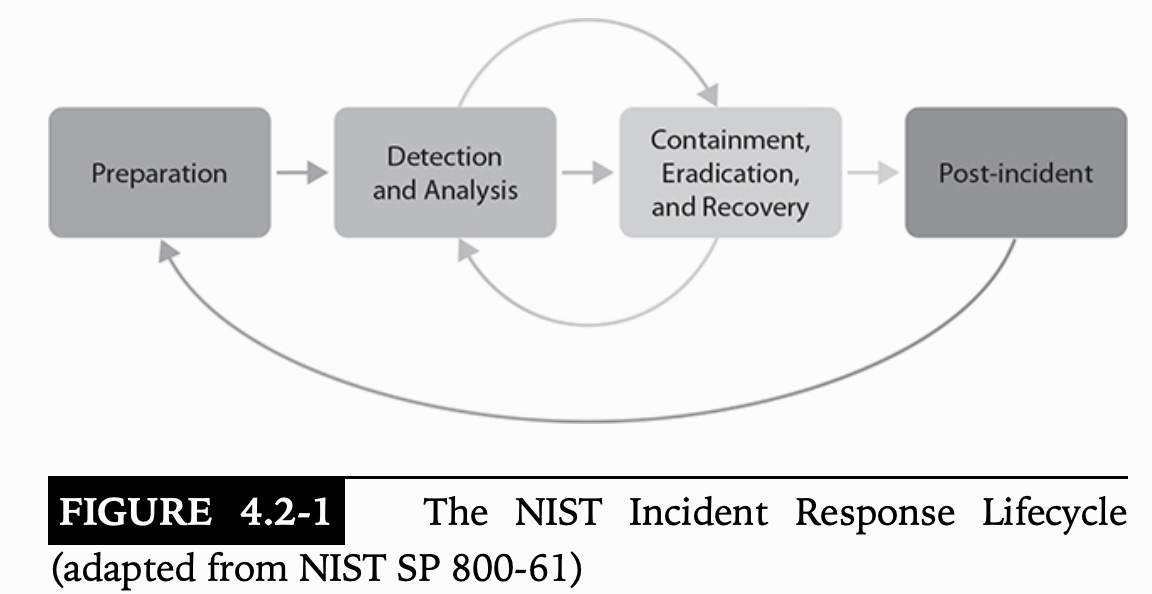 Preparation
Detection
and Analysis
Containment,
Eradication,
and Recovery
Post-incident
FIGURE 4.2-1 The NIST Incident Response Lifecycle
(adapted from NIST SP 800-61)